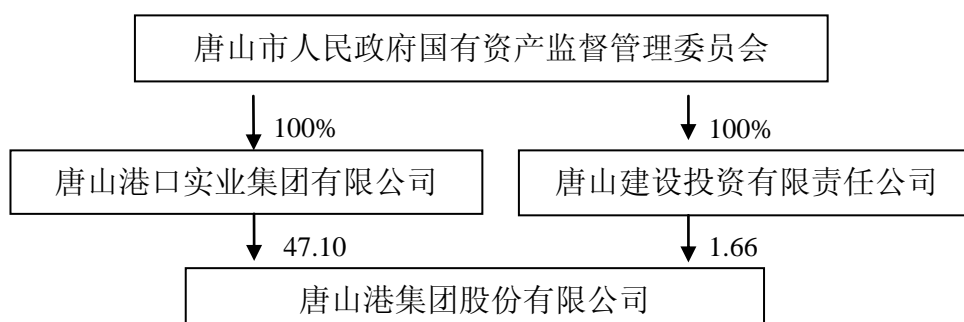 唐山市人民政府国有资产监督管理委员会
100% 100%
唐山港口实业集团有限公司 唐山建设投资有限责任公司
47.10 1.66
唐山港集团股份有限公司